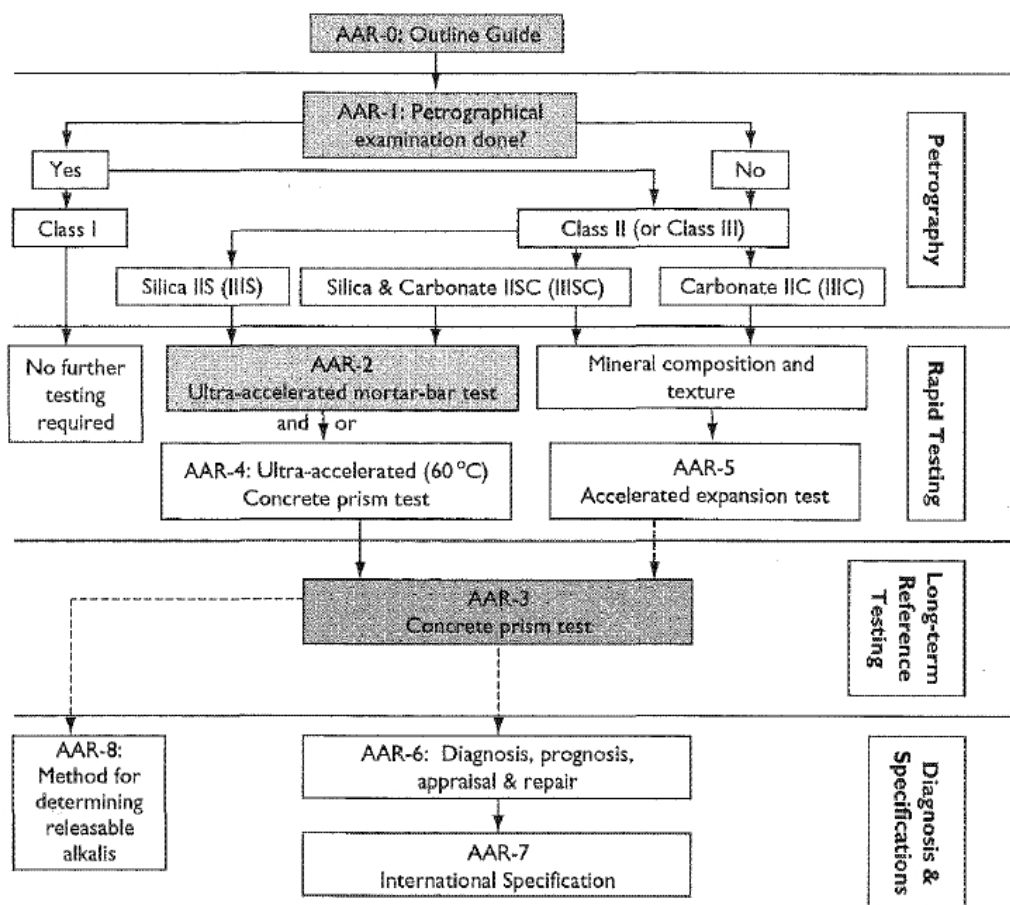 AAR-0: Outline Guide
AAR-1: Petrographical
examination done?
Yes
No
Class I
Class II (or Class III)
Silica IIS (IIIS)
Silica & Carbonate IISC (IIISC)
Carbonate IIC (IIIC)
Petrography
No further
testing
required
AAR-2
Ultra-accelerated mortar-bar test
and or
Mineral composition and
texture
AAR-4: Ultra-accelerated (60 °C)
Concrete prism test
AAR-5
Accelerated expansion test
Rapid Testing
AAR-3
Concrete prism test
Long-term
Reference
Testing
AAR-8:
Method for
determining
releasable
alkalis
AAR-6: Diagnosis, prognosis,
appraisal & repair
AAR-7
International Specification
Diagnosis &
Specifications